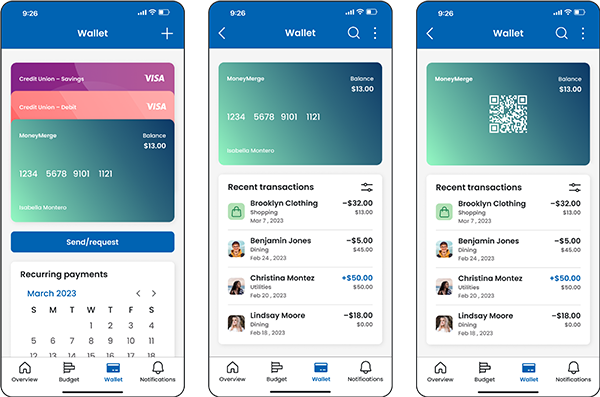 9:26
Wallet
Credit Union – Savings
VISA
Credit Union – Debit
VISA
MoneyMerge
Balance
$13.00
1234 5678 9101 1121
Isabella Montero
Send/request
Recurring payments
March 2023
S M T W T F S
1 2 3 4
5 6 7 8 9 10 11
12 13 14 15 16 17 18
Overview
Budget
Wallet
Notifications
9:26
Wallet
MoneyMerge
Balance
$13.00
1234 5678 9101 1121
Isabella Montero
Recent transactions
Brooklyn Clothing
–$32.00
Shopping
$13.00
Mar 7 , 2023
Benjamin Jones
–$5.00
Dining
$45.00
Feb 24 , 2023
Christina Montez
+$50.00
Utilities
$50.00
Feb 20 , 2023
Lindsay Moore
–$18.00
Dining
$0.00
Feb 18 , 2023
Overview
Budget
Wallet
Notifications
9:26
Wallet
MoneyMerge
Balance
$13.00
Recent transactions
Brooklyn Clothing
–$32.00
Shopping
$13.00
Mar 7 , 2023
Benjamin Jones
–$5.00
Dining
$45.00
Feb 24 , 2023
Christina Montez
+$50.00
Utilities
$50.00
Feb 20 , 2023
Lindsay Moore
–$18.00
Dining
$0.00
Feb 18 , 2023
Overview
Budget
Wallet
Notifications